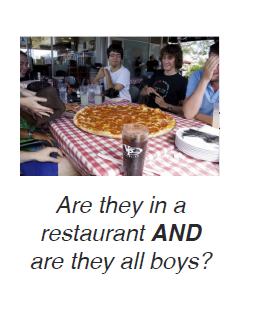 Are they in a
restaurant AND
are they all boys?